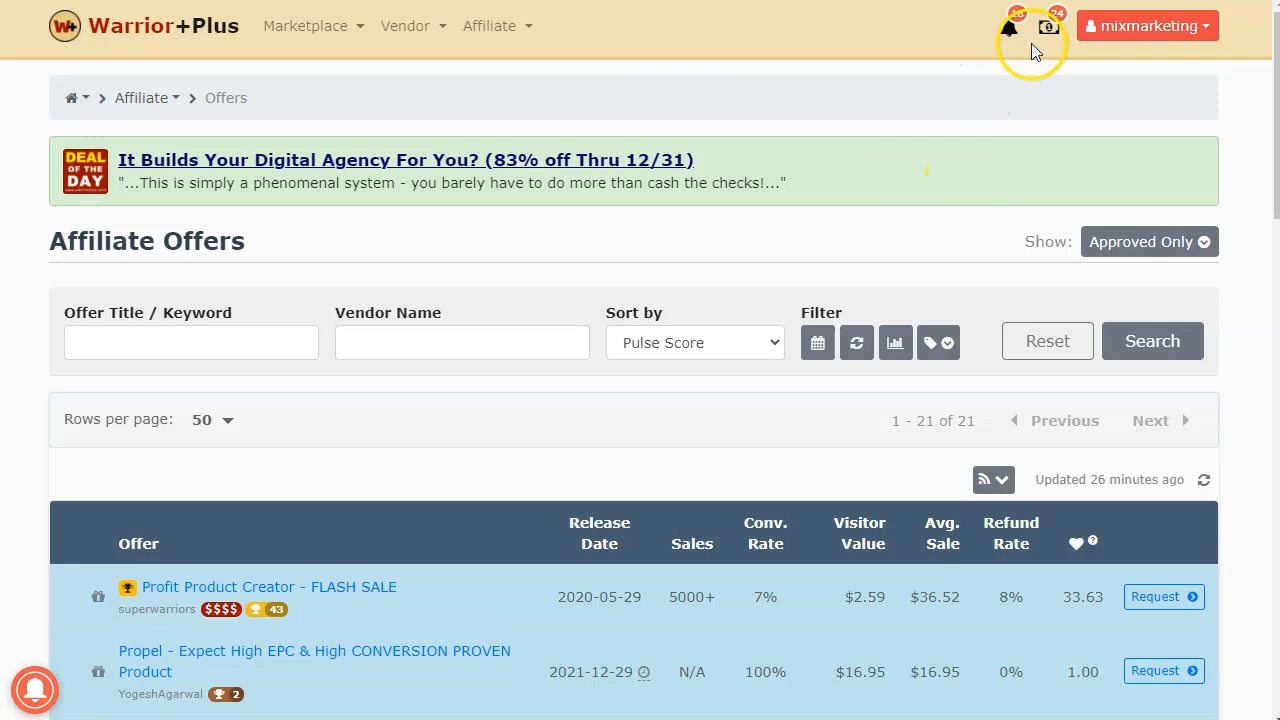 Warrior+Plus
Marketplace
Vendor
Affiliate
18
24
mixmarketing
Affiliate
Offers
DEAL OF THE DAY
It Builds Your Digital Agency For You? (83% off Thru 12/31)
"...This is simply a phenomenal system - you barely have to do more than cash the checks!..."
Affiliate Offers
Show:
Approved Only
Offer Title / Keyword
Vendor Name
Sort by
Filter
Pulse Score
Reset
Search
Rows per page: 50
1 - 21 of 21
Previous
Next
Updated 26 minutes ago
Offer
Release Date
Sales
Conv. Rate
Visitor Value
Avg. Sale
Refund Rate
Profit Product Creator - FLASH SALE
superwarriors $$$$ 43
2020-05-29
5000+
7%
$2.59
$36.52
8%
33.63
Request
Propel - Expect High EPC & High CONVERSION PROVEN
Product
YogeshAgarwal 2
2021-12-29
N/A
100%
$16.95
$16.95
0%
1.00
Request